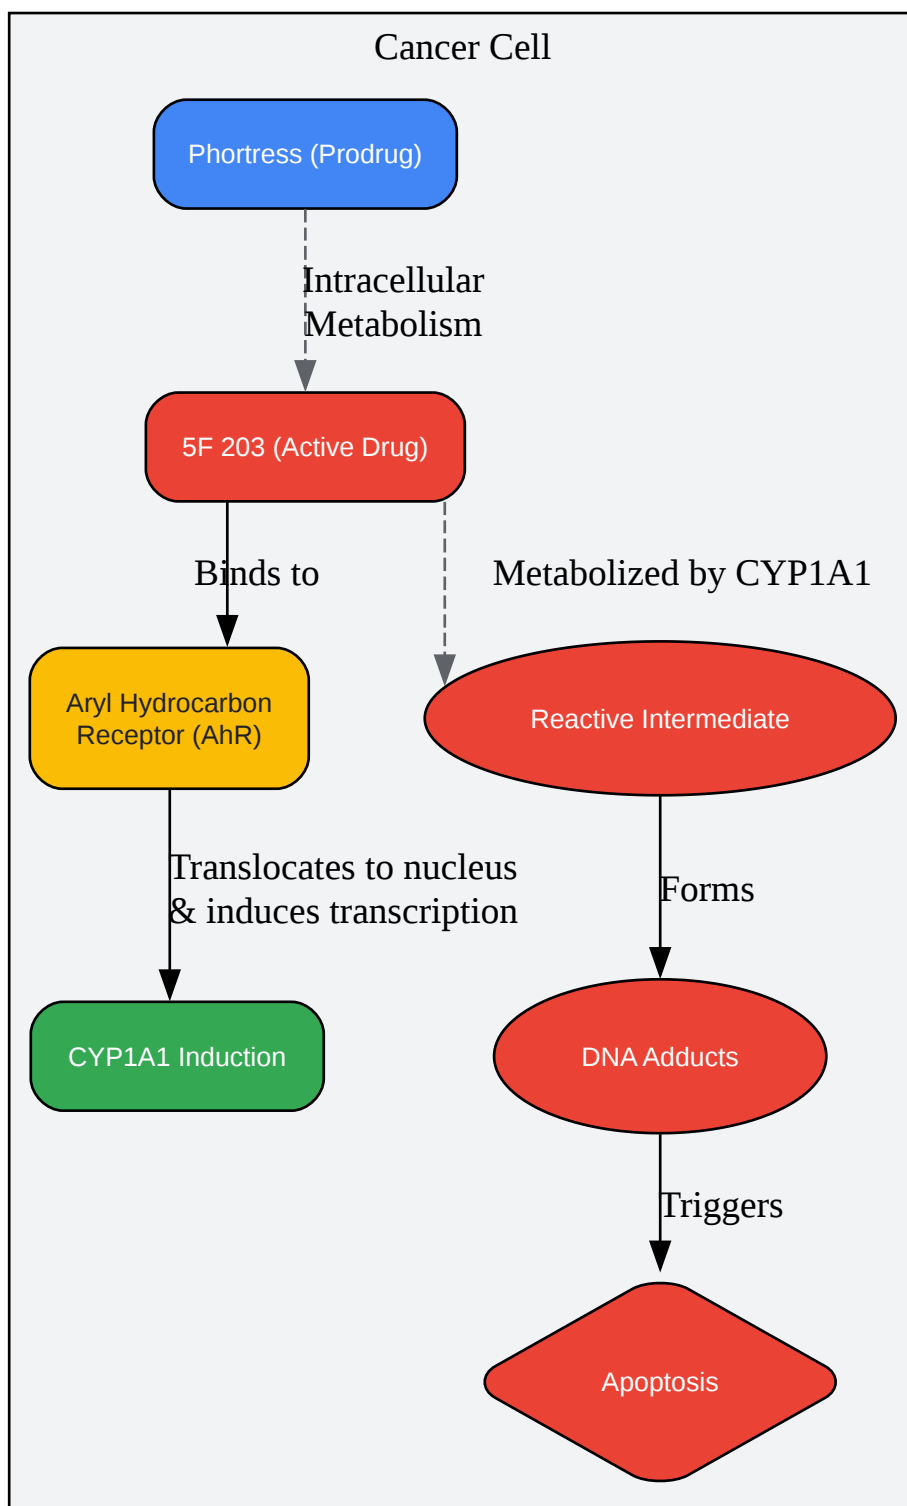 Cancer Cell
Phortress (Prodrug)
Intracellular
Metabolism
5F 203 (Active Drug)
Binds to
Metabolized by CYP1A1
Aryl Hydrocarbon
Receptor (AhR)
Reactive Intermediate
Translocates to nucleus
& induces transcription
Forms
CYP1A1 Induction
DNA Adducts
Triggers
Apoptosis